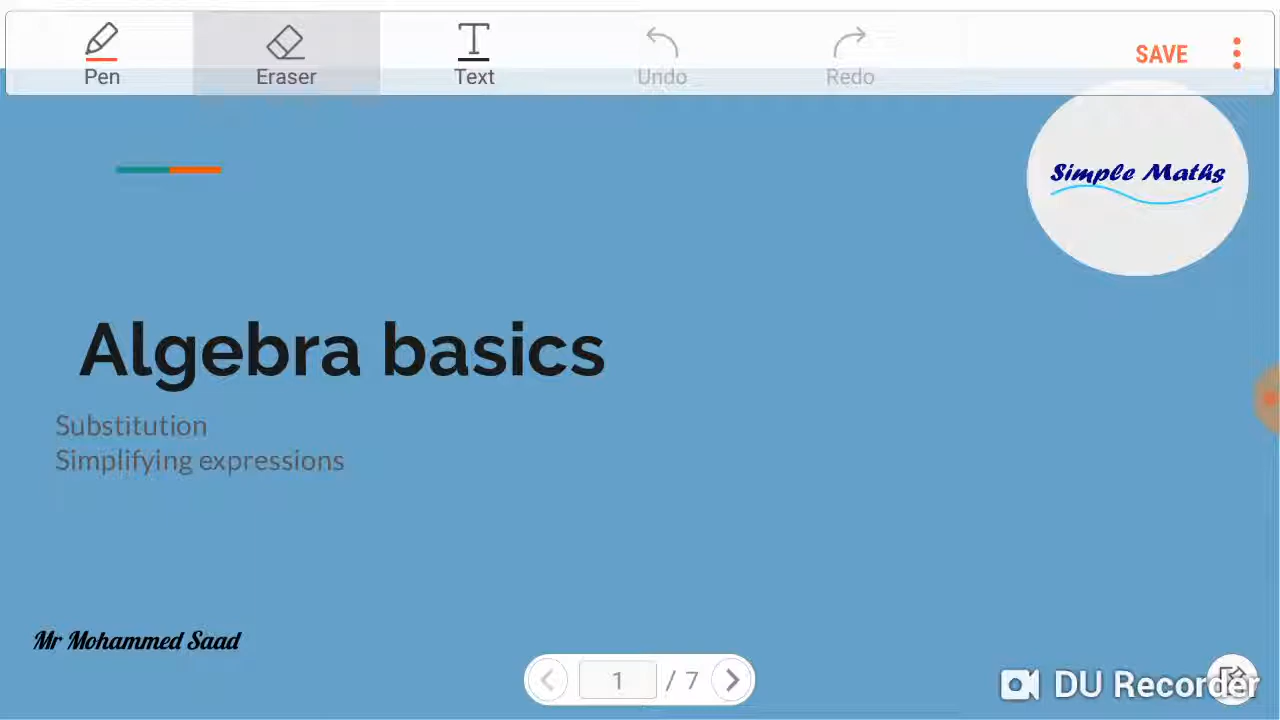 Pen
Eraser
Text
Undo
Redo
SAVE
Simple Maths
Algebra basics
Substitution
Simplifying expressions
Mr Mohammed Saad
1 / 7
DU Recorder